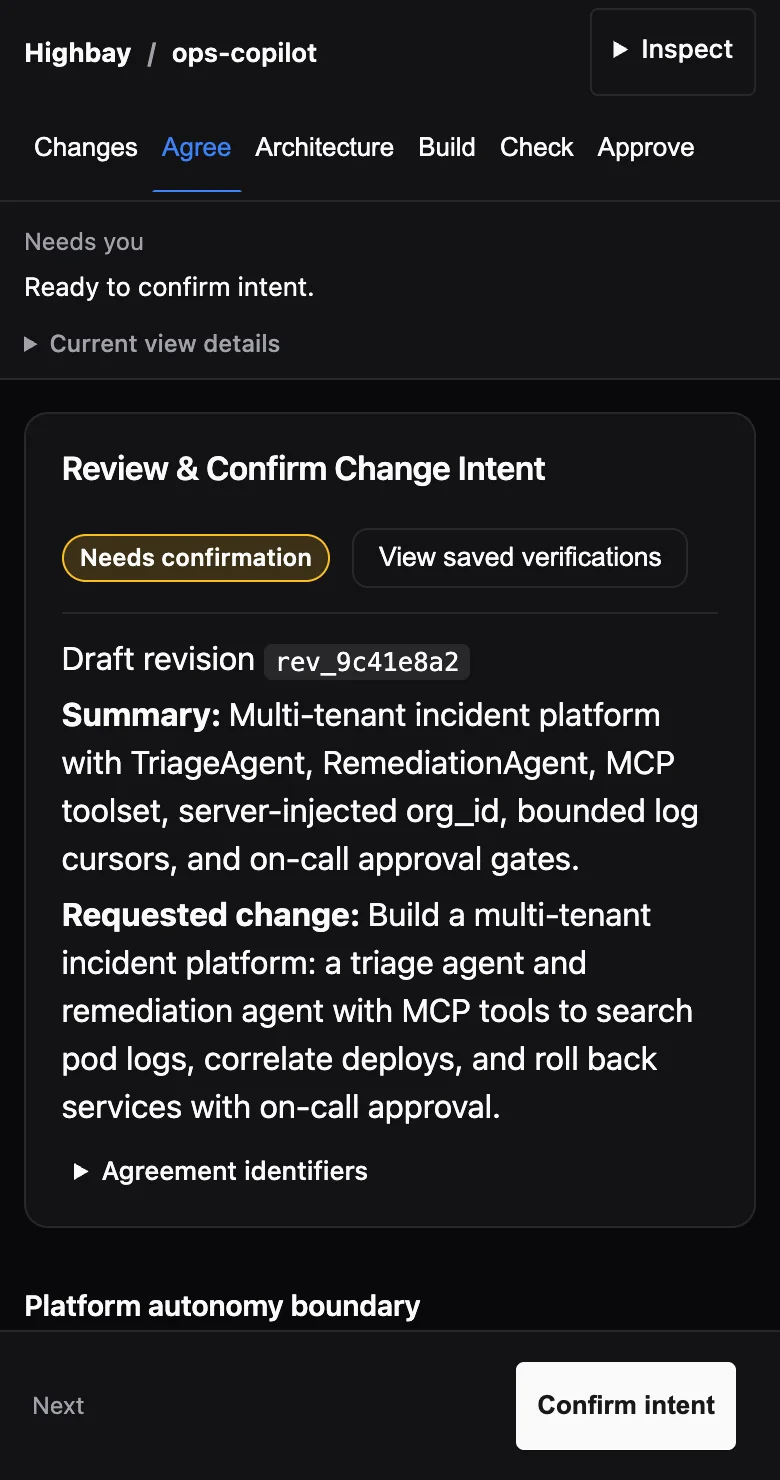 Highbay / ops-copilot
▶ Inspect
Changes Agree Architecture Build Check Approve
Needs you
Ready to confirm intent.
▶ Current view details
Review & Confirm Change Intent
Needs confirmation
View saved verifications
Draft revision rev_9c41e8a2
Summary: Multi-tenant incident platform
with TriageAgent, RemediationAgent, MCP
toolset, server-injected org_id, bounded log
cursors, and on-call approval gates.
Requested change: Build a multi-tenant
incident platform: a triage agent and
remediation agent with MCP tools to search
pod logs, correlate deploys, and roll back
services with on-call approval.
▶ Agreement identifiers
Platform autonomy boundary
Next
Confirm intent